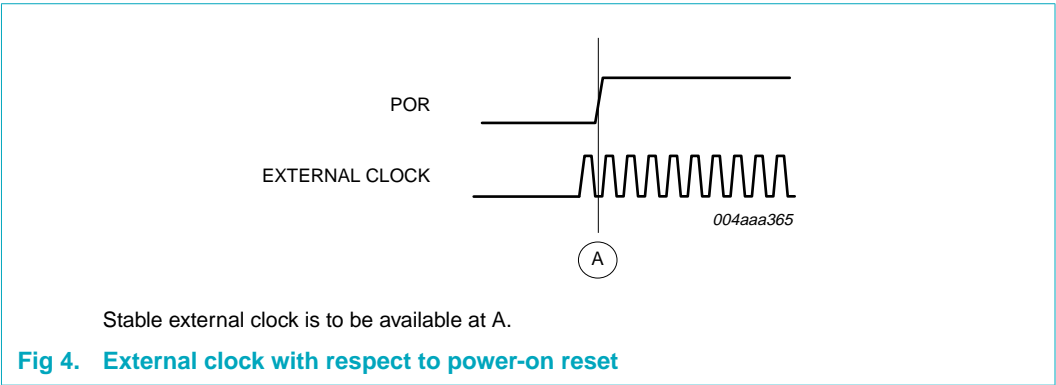 POR
EXTERNAL CLOCK
004aaa365
A
Stable external clock is to be available at A.
Fig 4. External clock with respect to power-on reset